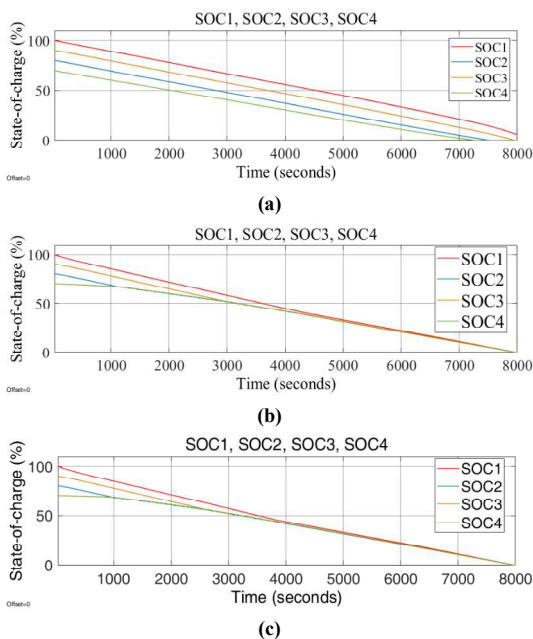 SOC1, SOC2, SOC3, SOC4
State-of-charge (%)
100
50
0
SOC1
SOC2
SOC3
SOC4
1000 2000 3000 4000 5000 6000 7000 8000
Time (seconds)
Offset=0
(a)
SOC1, SOC2, SOC3, SOC4
State-of-charge (%)
100
50
0
SOC1
SOC2
SOC3
SOC4
1000 2000 3000 4000 5000 6000 7000 8000
Time (seconds)
Offset=0
(b)
SOC1, SOC2, SOC3, SOC4
State-of-charge (%)
100
50
0
SOC1
SOC2
SOC3
SOC4
1000 2000 3000 4000 5000 6000 7000 8000
Time (seconds)
Offset=0
(c)